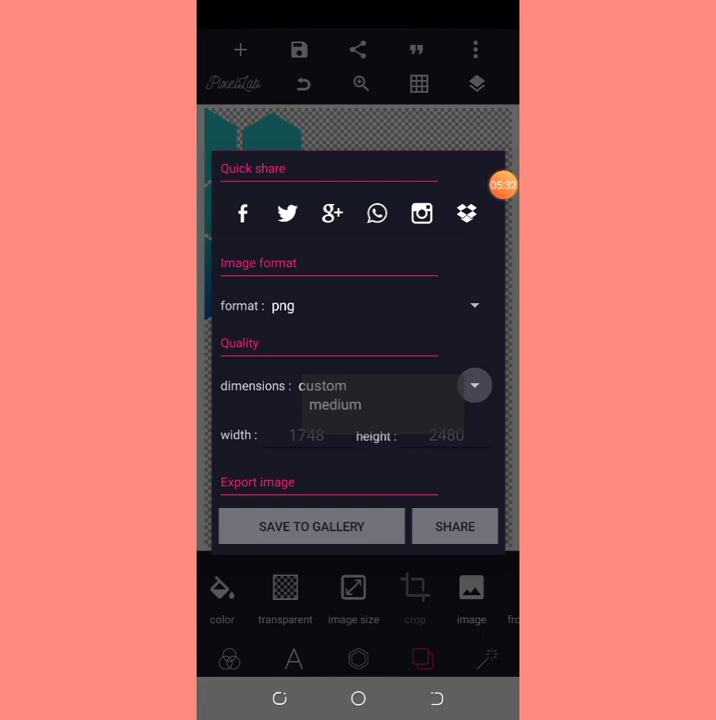 PixelLab
Quick share
05:32
Image format
format : png
Quality
dimensions : custom
medium
width : 1748 height : 2480
Export image
SAVE TO GALLERY SHARE
color transparent image size crop image fro